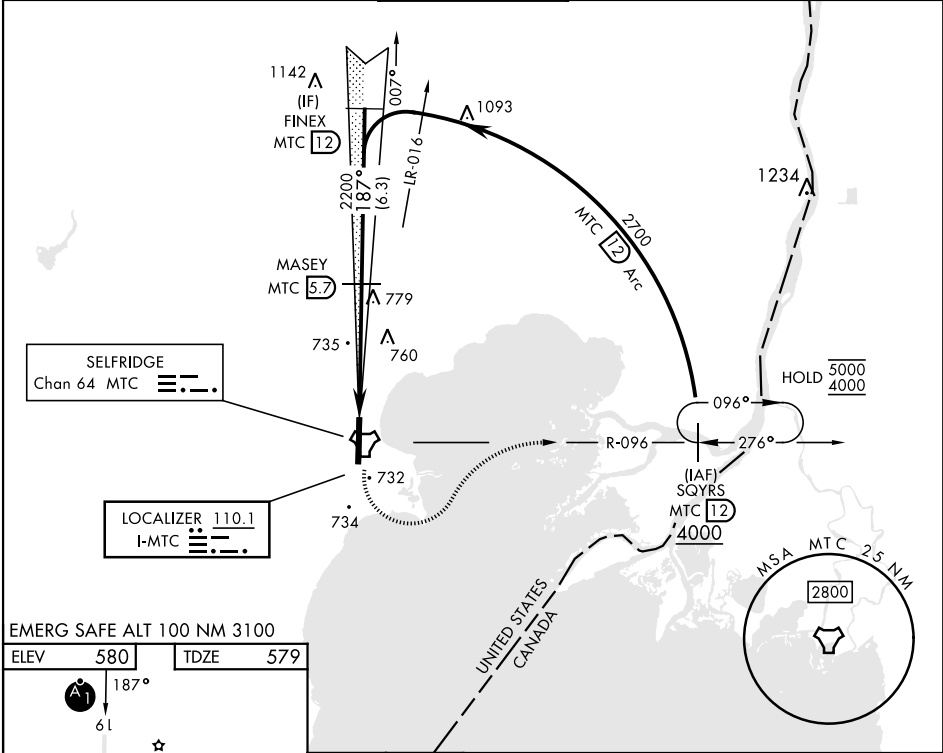 1142
(IF)
FINEX
MTC 12
007°
LR-016
1093
2200
187°
(6.3)
1234
2700
MTC 12 Arc
MASEY
MTC 5.7
779
735
760
SELFRIDGE
Chan 64 MTC
HOLD 5000
4000
096°
R-096
276°
(IAF)
SQYRS
MTC 12
4000
732
734
LOCALIZER 110.1
I-MTC
MSA MTC 25 NM
2800
UNITED STATES
CANADA
EMERG SAFE ALT 100 NM 3100
ELEV 580
TDZE 579
A1
187°
19